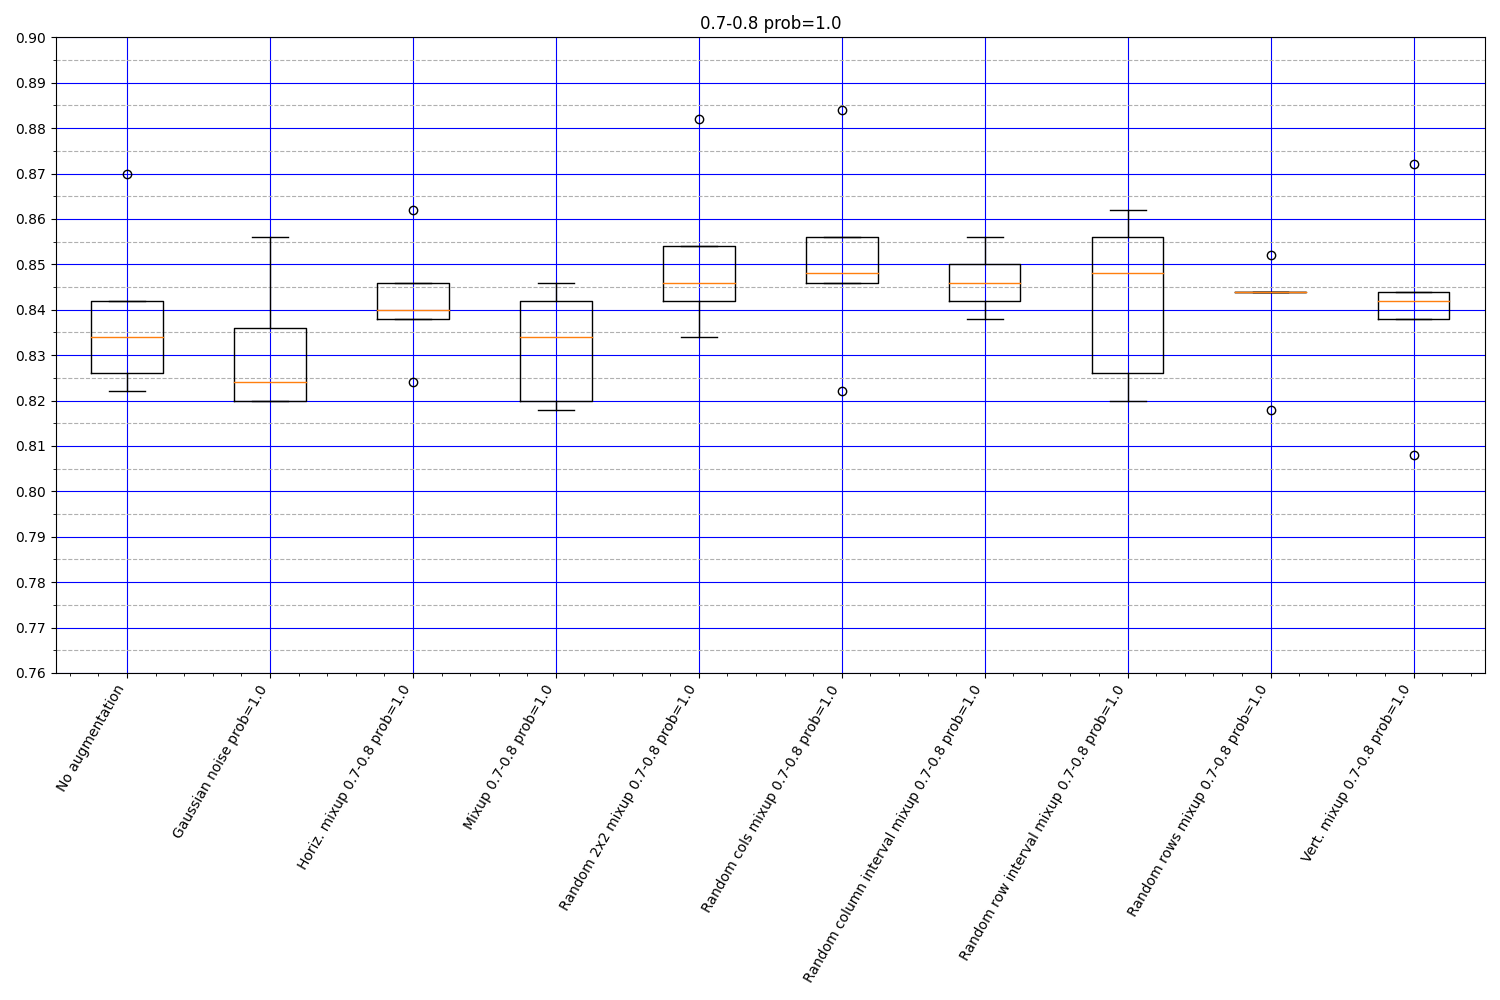 0.7-0.8 prob=1.0
0.90
0.89
0.88
0.87
0.86
0.85
0.84
0.83
0.82
0.81
0.80
0.79
0.78
0.77
0.76
No augmentation
Gaussian noise prob=1.0
Horiz. mixup 0.7-0.8 prob=1.0
Mixup 0.7-0.8 prob=1.0
Random 2x2 mixup 0.7-0.8 prob=1.0
Random cols mixup 0.7-0.8 prob=1.0
Random column interval mixup 0.7-0.8 prob=1.0
Random row interval mixup 0.7-0.8 prob=1.0
Random rows mixup 0.7-0.8 prob=1.0
Vert. mixup 0.7-0.8 prob=1.0